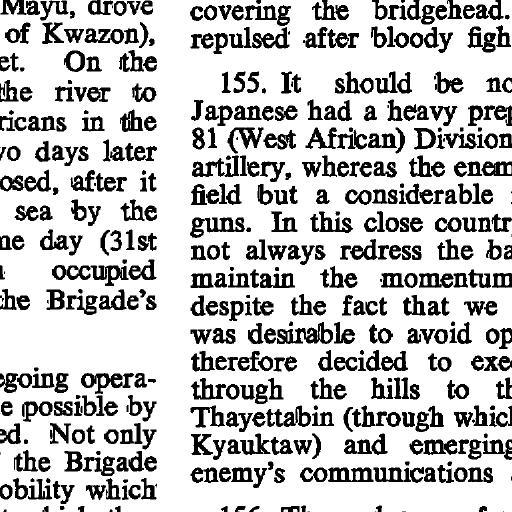 Mayu, drove
of Kwazon),
et. On the
the river to
ricans in the
wo days later
osed, after it
sea by the
me day (31st
occupied
the Brigade's
egoing opera-
e possible by
ed. Not only
the Brigade
obility which
covering the bridgehead.
repulsed after bloody figh
155. It should be no
Japanese had a heavy prep
81 (West African) Division
artillery, whereas the enem
field but a considerable
guns. In this close countr
not always redress the ba
maintain the momentum
despite the fact that we
was desirable to avoid op
therefore decided to exe
through the hills to th
Thayettabin (through which
Kyauktaw) and emerging
enemy's communications